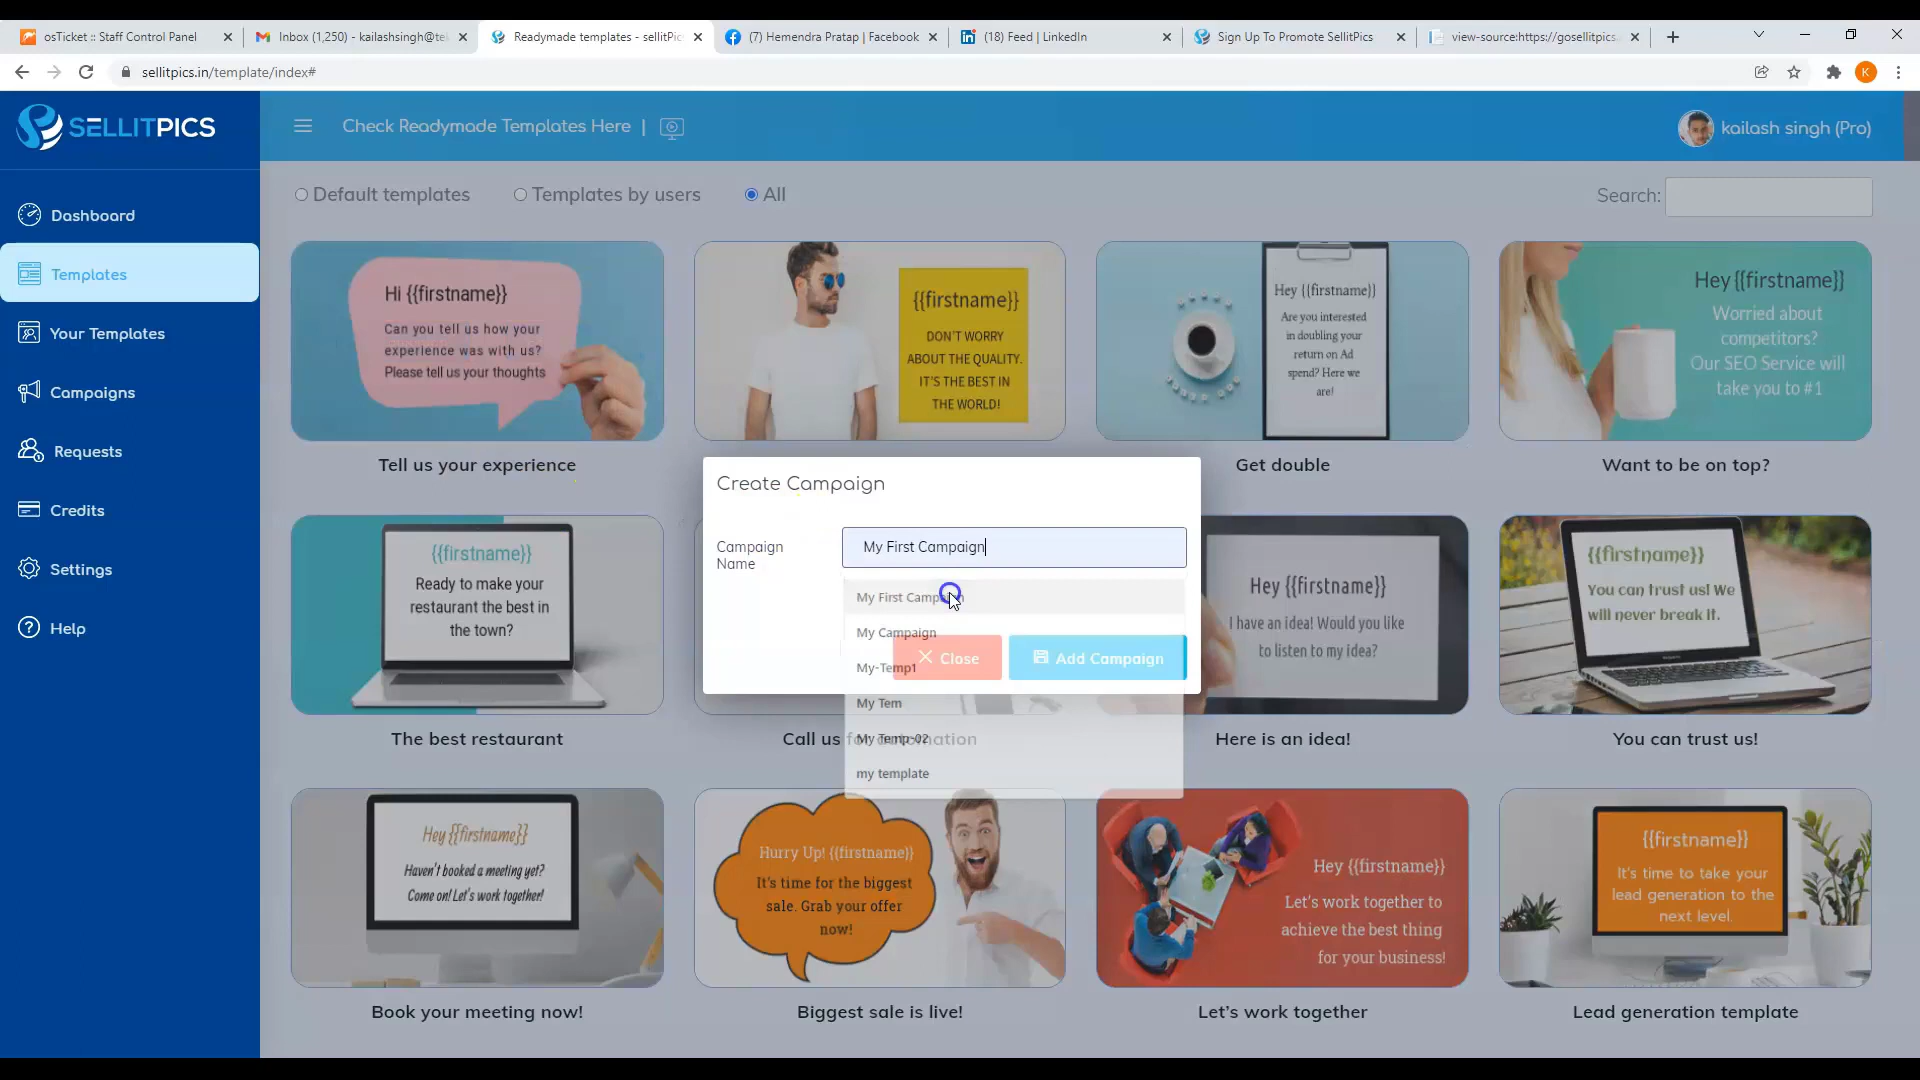 osTicket :: Staff Control Panel
Inbox (1,250) - kailashsingh@tel
Readymade templates - sellitPic
(7) Hemendra Pratap | Facebook
(18) Feed | LinkedIn
Sign Up To Promote SellitPics
view-source:https://gosellitpics.
sellitpics.in/template/index#
K
SELLITPICS
Check Readymade Templates Here |
kailash singh (Pro)
Dashboard
Templates
Your Templates
Campaigns
Requests
Credits
Settings
Help
Default templates
Templates by users
All
Search:
Hi {{firstname}}
Can you tell us how your
experience was with us?
Please tell us your thoughts
Tell us your experience
{{firstname}}
DON'T WORRY
ABOUT THE QUALITY.
IT'S THE BEST IN
THE WORLD!
Hey {{firstname}}
Are you interested
in doubling your
return on Ad
spend? Here we
are!
Get double
Hey {{firstname}}
Worried about
competitors?
Our SEO Service will
take you to #1
Want to be on top?
Create Campaign
Campaign
Name
My First Campaign
My First Campaign
My Campaign
My-Temp1
My Tem
My Temp-02
my template
Close
Add Campaign
{{firstname}}
Ready to make your
restaurant the best in
the town?
The best restaurant
Call us for automation
Hey {{firstname}}
I have an idea! Would you like
to listen to my idea?
Here is an idea!
{{firstname}}
You can trust us! We
will never break it.
You can trust us!
Hey {{firstname}}
Haven't booked a meeting yet?
Come on! Let's work together!
Book your meeting now!
Hurry Up! {{firstname}}
It's time for the biggest
sale. Grab your offer
now!
Biggest sale is live!
Hey {{firstname}}
Let's work together to
achieve the best thing
for your business!
Let's work together
{{firstname}}
It's time to take your
lead generation to the
next level.
Lead generation template